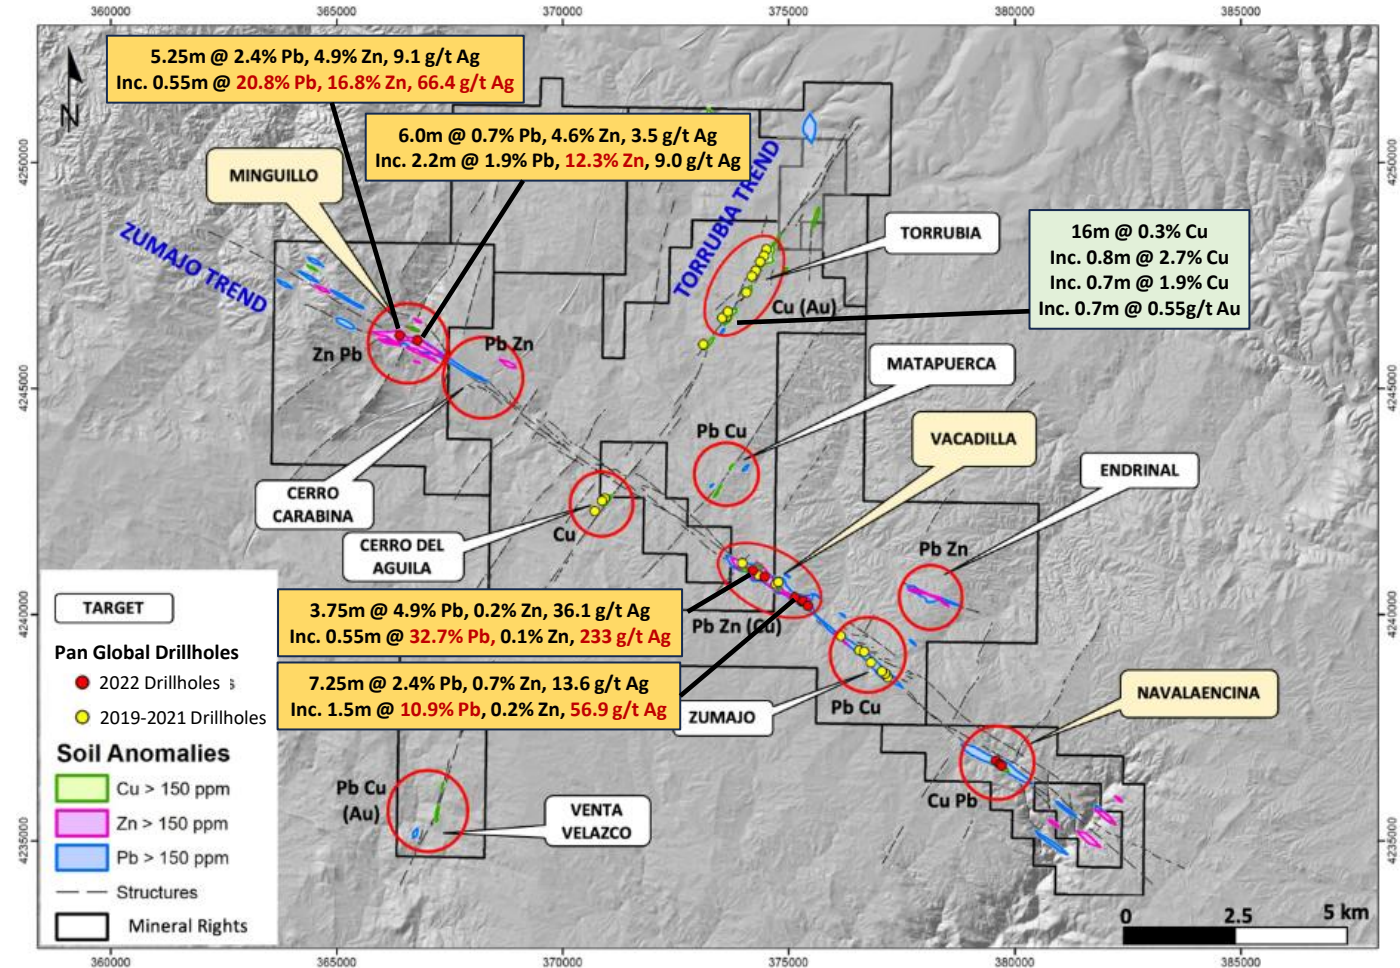 360000
365000
370000
375000
380000
385000
5.25m @ 2.4% Pb, 4.9% Zn, 9.1 g/t Ag
Inc. 0.55m @ 20.8% Pb, 16.8% Zn, 66.4 g/t Ag
N
6.0m @ 0.7% Pb, 4.6% Zn, 3.5 g/t Ag
Inc. 2.2m @ 1.9% Pb, 12.3% Zn, 9.0 g/t Ag
4250000
4250000
MINGUILLO
TORRUBIA TREND
ZUMAJO TREND
TORRUBIA
16m @ 0.3% Cu
Inc. 0.8m @ 2.7% Cu
Inc. 0.7m @ 1.9% Cu
Inc. 0.7m @ 0.55g/t Au
Cu (Au)
Zn Pb
Pb Zn
MATAPUERCA
4245000
4245000
Pb Cu
VACADILLA
ENDRINAL
CERRO
CARABINA
Cu
CERRO DEL
AGUILA
Pb Zn
3.75m @ 4.9% Pb, 0.2% Zn, 36.1 g/t Ag
Inc. 0.55m @ 32.7% Pb, 0.1% Zn, 233 g/t Ag
Pb Zn (Cu)
4240000
4240000
7.25m @ 2.4% Pb, 0.7% Zn, 13.6 g/t Ag
Inc. 1.5m @ 10.9% Pb, 0.2% Zn, 56.9 g/t Ag
ZUMAJO
Pb Cu
NAVALAENCINA
Cu Pb
Pb Cu
(Au)
VENTA
VELAZCO
4235000
4235000
TARGET
Pan Global Drillholes
2022 Drillholes s
2019-2021 Drillholes
Soil Anomalies
Cu > 150 ppm
Zn > 150 ppm
Pb > 150 ppm
Structures
Mineral Rights
0 2.5 5 km
360000
365000
370000
375000
380000
385000